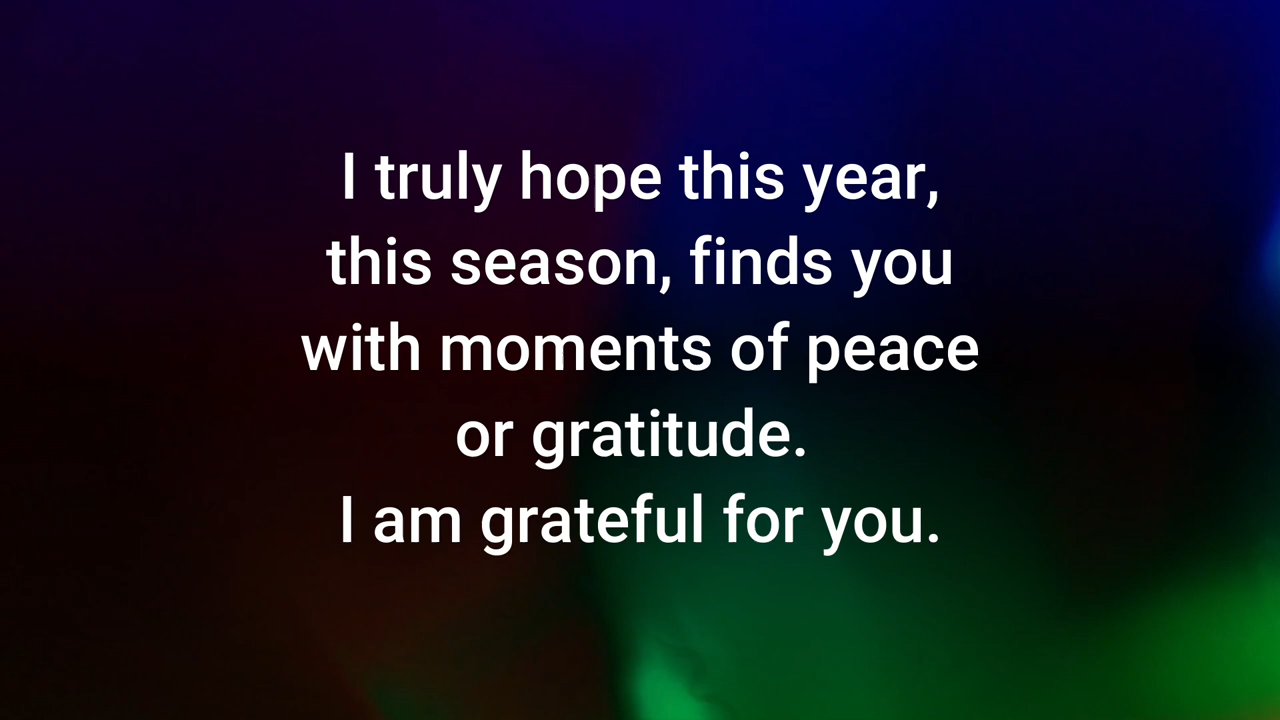 I truly hope this year,
this season, finds you
with moments of peace
or gratitude.
I am grateful for you.